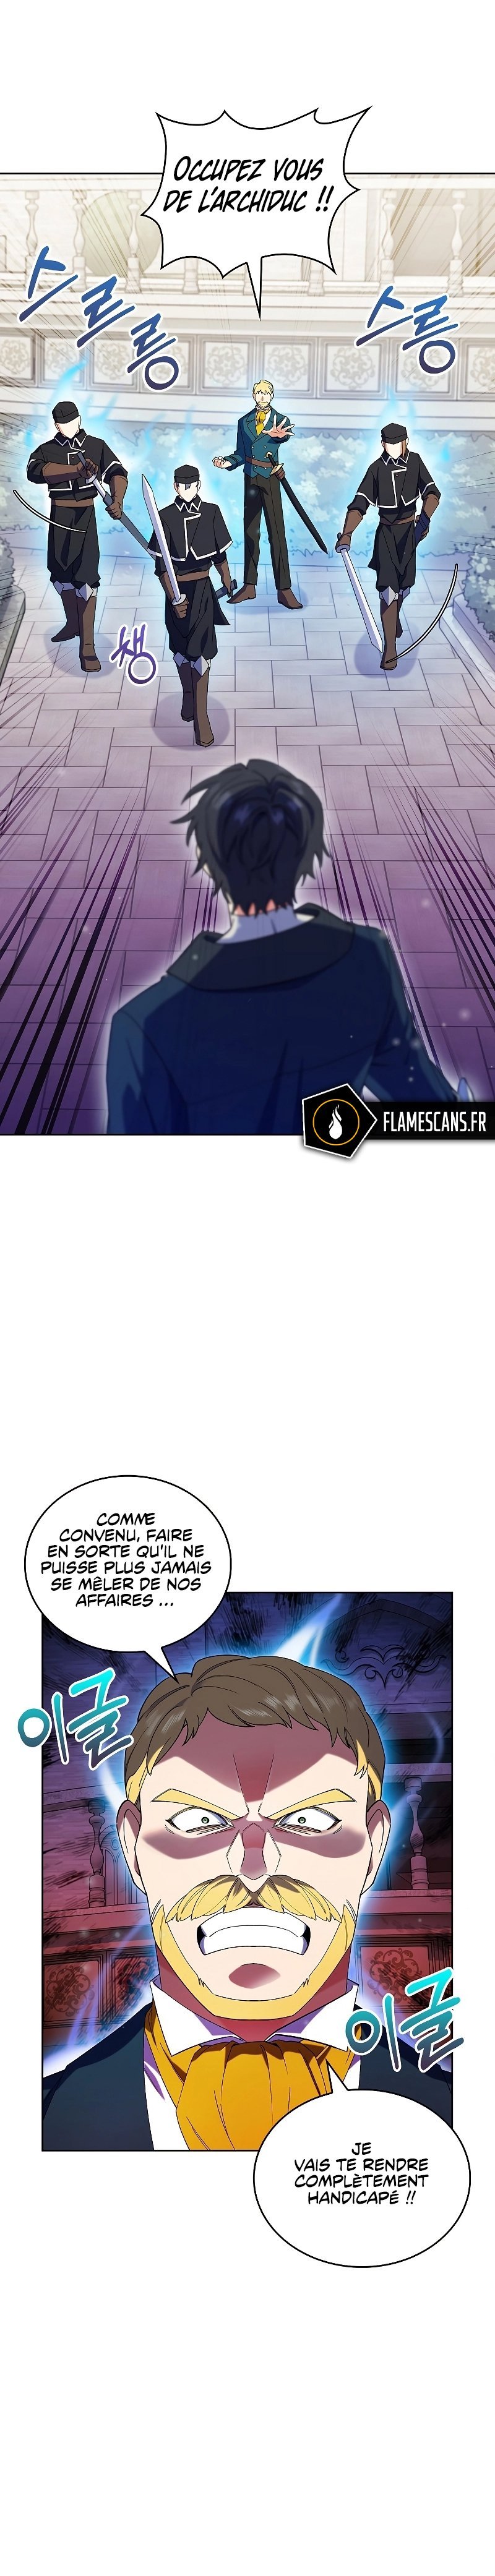 OCCUPEZ VOUS
DE L'ARCHIDUC !!
스르릉
스릉
챙
FLAMESCANS.FR
COMME
CONVENU, FAIRE
EN SORTE QU'IL NE
PUISSE PLUS JAMAIS
SE MÊLER DE NOS
AFFAIRES ...
이글
이글
JE
VAIS TE RENDRE
COMPLÈTEMENT
HANDICAPÉ !!